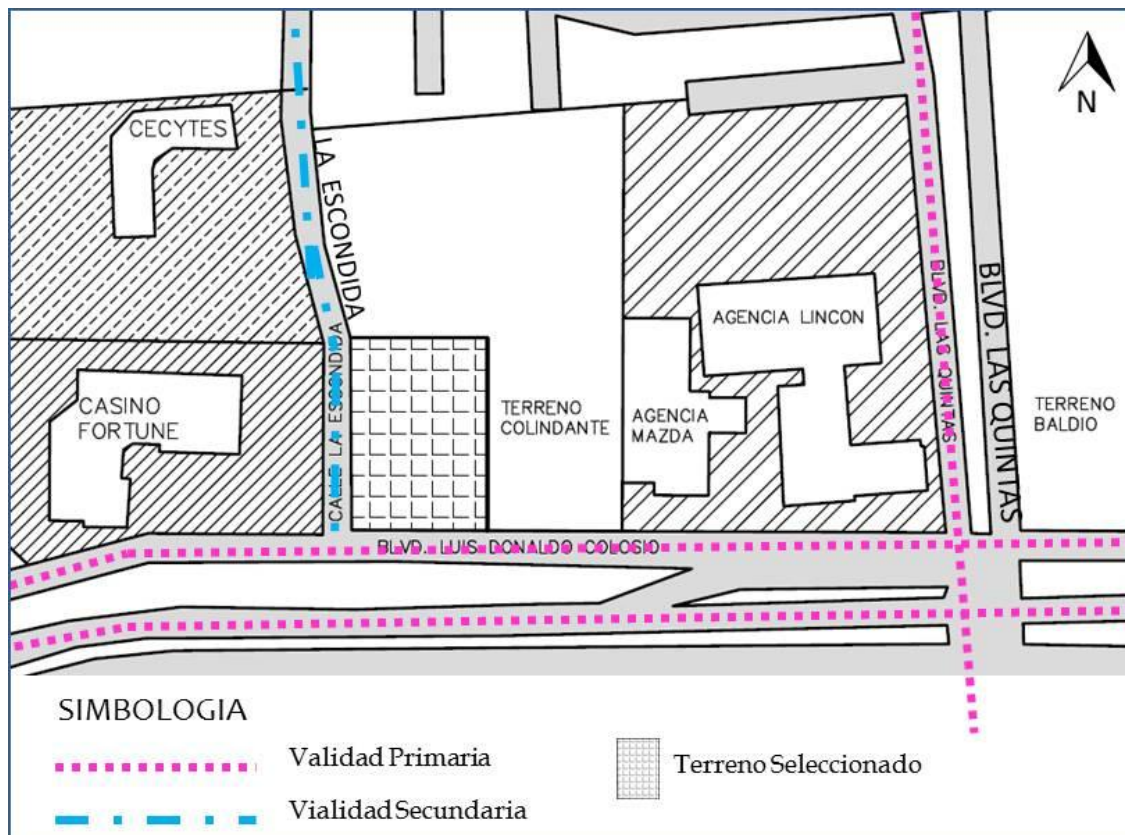 N
CECYTES
LA ESCONDIDA
CALLE LA ESCONDIDA
CASINO
FORTUNE
TERRENO
COLINDANTE
AGENCIA
MAZDA
AGENCIA LINCON
BLVD. LAS QUINTAS
BLVD. LAS QUINTAS
TERRENO
BALDIO
BLVD. LUIS DONALDO COLOSIO
SIMBOLOGIA
Validad Primaria
Vialidad Secundaria
Terreno Seleccionado